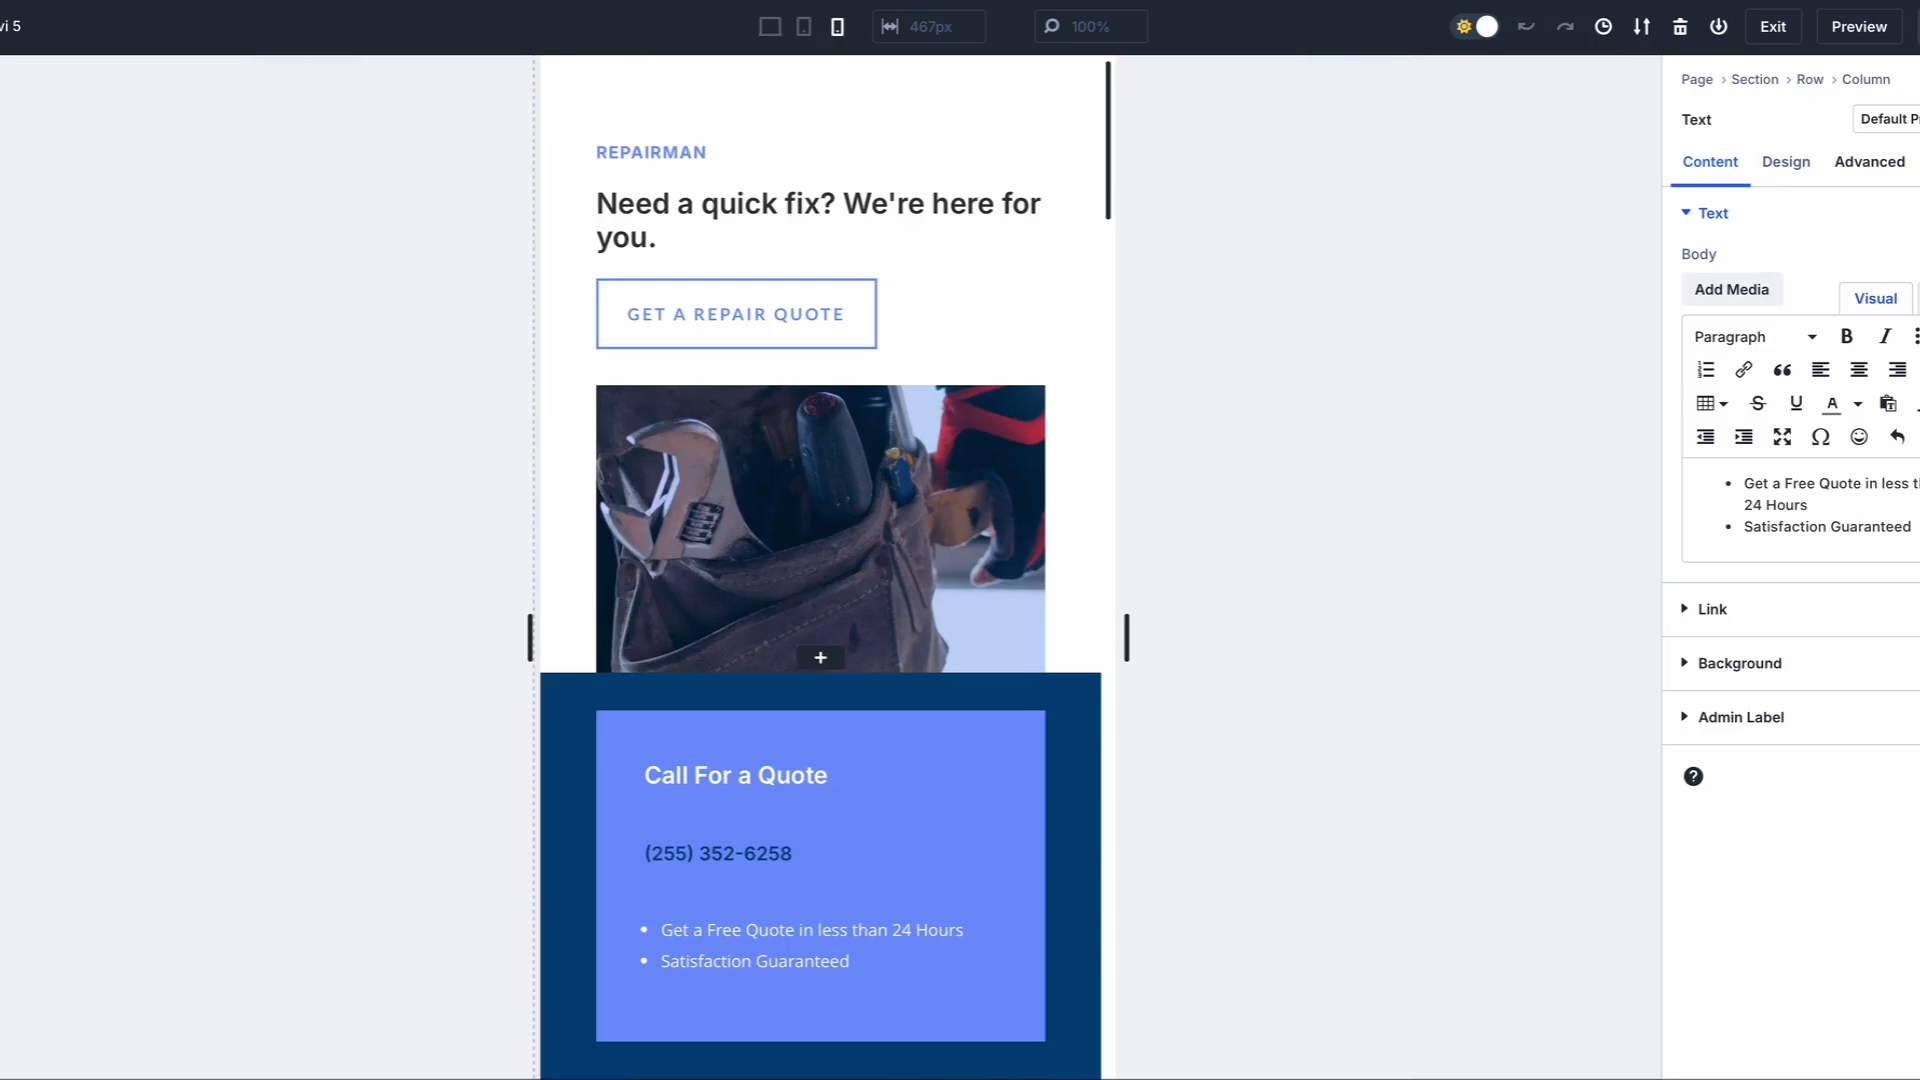 vi 5
467px
100%
Exit
Preview
Page > Section > Row > Column
Text
Default P
Content
Design
Advanced
Text
Body
Add Media
Visual
Paragraph
Get a Free Quote in less t
24 Hours
Satisfaction Guaranteed
Link
Background
Admin Label
REPAIRMAN
Need a quick fix? We're here for
you.
GET A REPAIR QUOTE
Call For a Quote
(255) 352-6258
Get a Free Quote in less than 24 Hours
Satisfaction Guaranteed